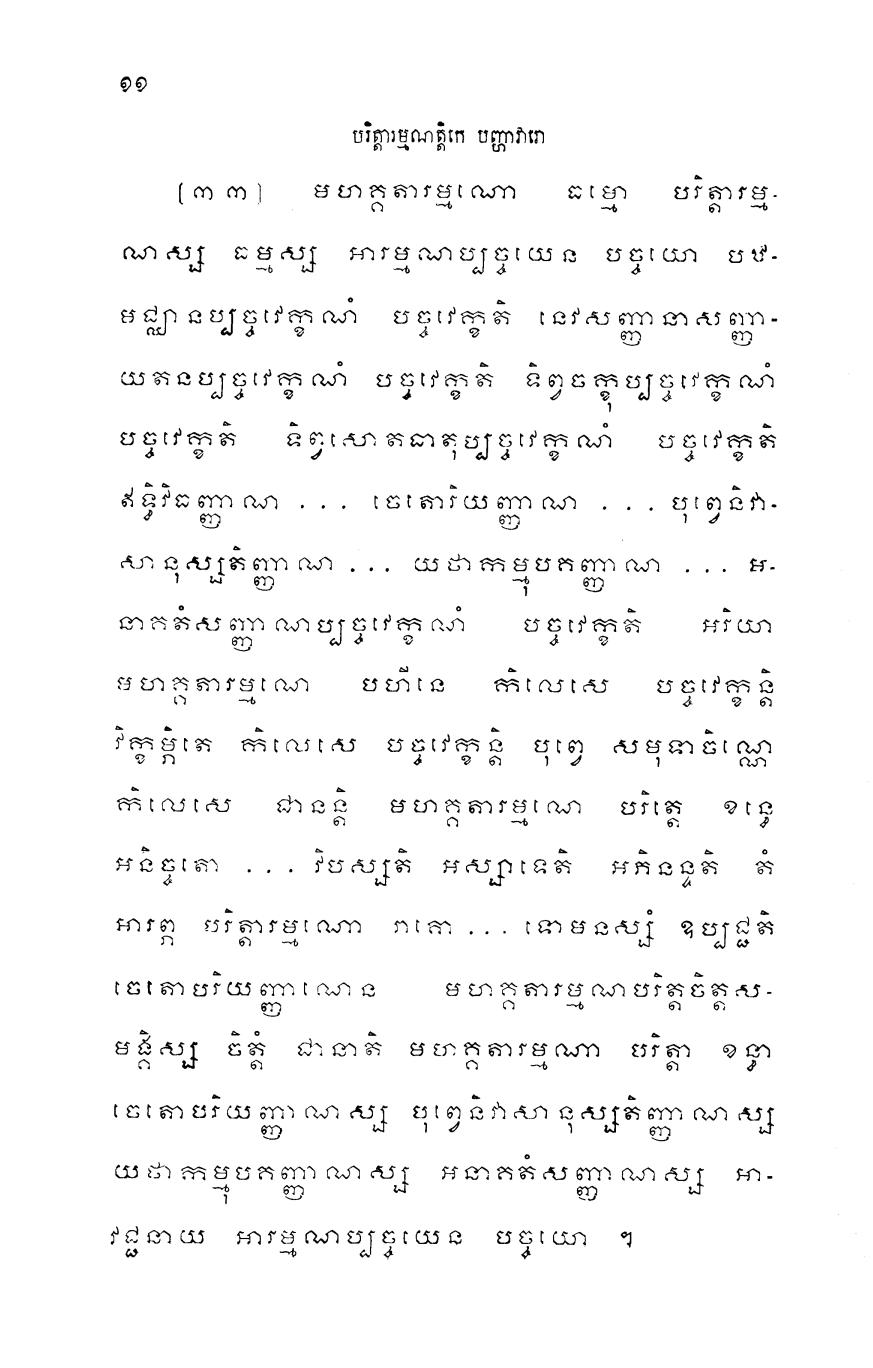 ១១
បរិត្តារម្មណត្តិកេ បញ្ហាវារោ
(៣៣) មហគ្គតារម្មណោ ធម្មោ បរិត្តារម្ម-
ណស្ស ធម្មស្ស អារម្មណប្បច្ចយេន បច្ចយោ បឋ-
មជ្ឈានប្បច្ចវេក្ខណំ បច្ចវេក្ខតិ នេវសញ្ញានាសញ្ញា-
យតនប្បច្ចវេក្ខណំ បច្ចវេក្ខតិ ទិព្វចក្ខុប្បច្ចវេក្ខណំ
បច្ចវេក្ខតិ ទិព្វសោតធាតុប្បច្ចវេក្ខណំ បច្ចវេក្ខតិ
ឥទ្ធិវិធញ្ញាណ ... ចេតោរិយញ្ញាណ ... បុព្វេនិវា-
សានុស្សតិញ្ញាណ ... យថាកម្មុបគញ្ញាណ ... អ-
នាគតំសញ្ញាណប្បច្ចវេក្ខណំ បច្ចវេក្ខតិ អរិយា
មហគ្គតារម្មណេ បហីនេ កិលេសេ បច្ចវេក្ខន្តិ
វិក្ខម្ភិតេ កិលេសេ បច្ចវេក្ខន្តិ បុព្វេ សមុទាចិណ្ណេ
កិលេសេ ជានន្តិ មហគ្គតារម្មណេ បរិត្តេ ខន្ធេ
អនិច្ចតោ ... វិបស្សតិ អស្សាទេតិ អភិនន្ទតិ តំ
អារព្ភ បរិត្តារម្មណោ រាគោ ... ទោមនស្សំ ឧប្បជ្ជតិ
ចេតោបរិយញ្ញាណេន មហគ្គតារម្មណបរិត្តចិត្តស-
មង្គិស្ស ចិត្តំ ជានាតិ មហគ្គតារម្មណា បរិត្តា ខន្ធា
ចេតោបរិយញ្ញាណស្ស បុព្វេនិវាសានុស្សតិញ្ញាណស្ស
យថាកម្មុបគញ្ញាណស្ស អនាគតំសញ្ញាណស្ស អា-
វជ្ជនាយ អារម្មណប្បច្ចយេន បច្ចយោ ។